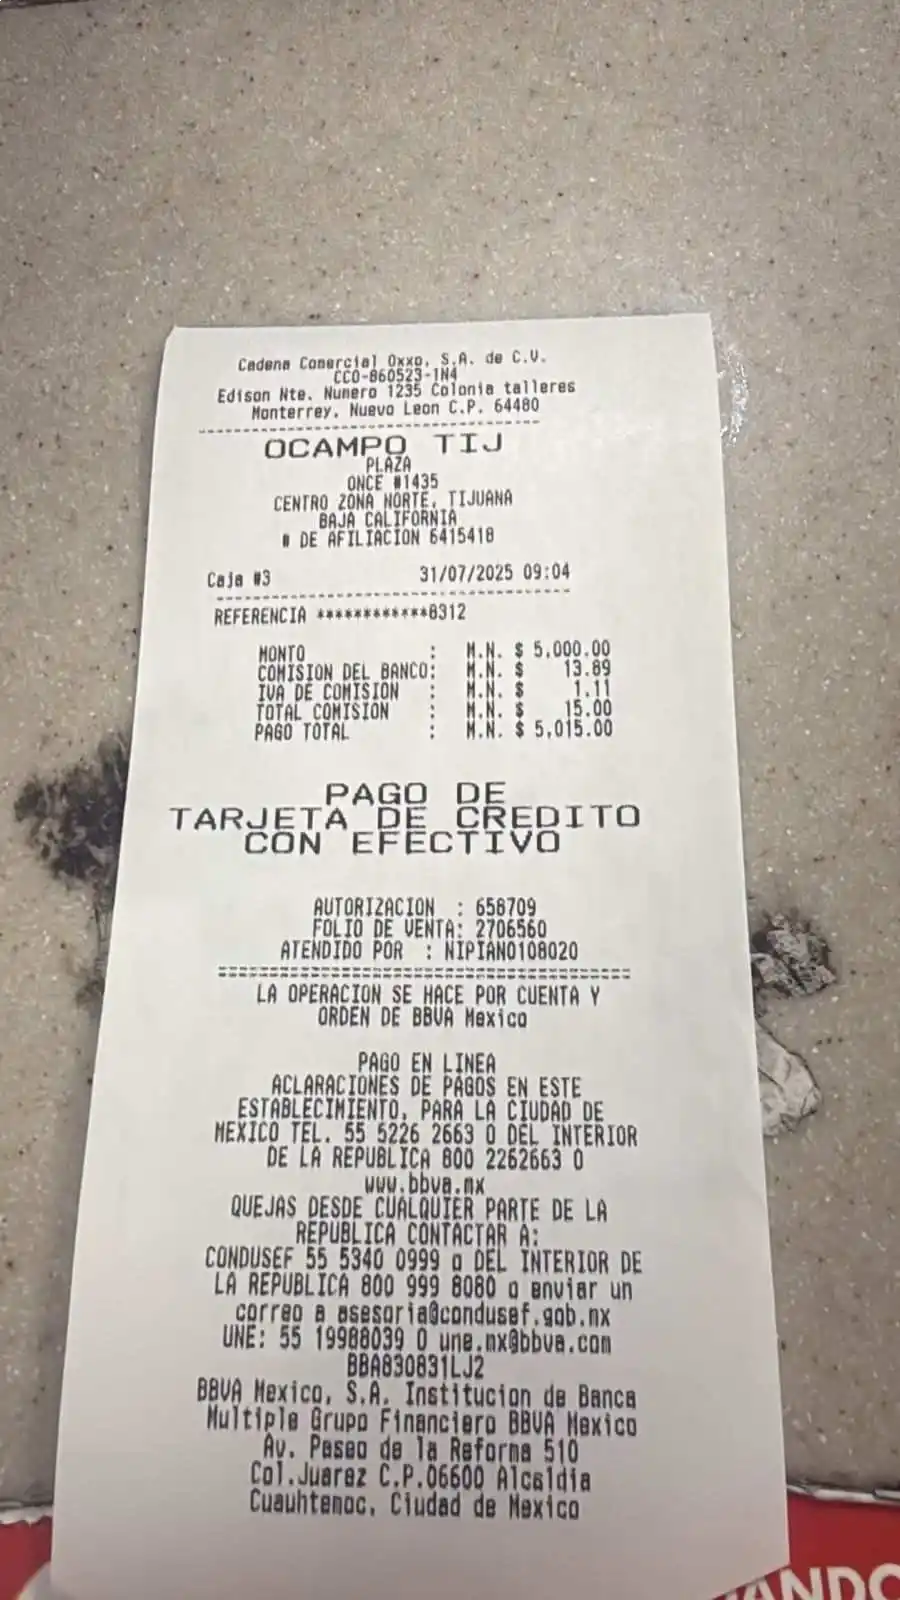 Cadena Comercial Oxxo, S.A. de C.V.
CCO-860523-1N4
Edison Nte. Numero 1235 Colonia talleres
Monterrey, Nuevo Leon C.P. 64480
OCAMPO TIJ
PLAZA
ONCE #1435
CENTRO ZONA NORTE, TIJUANA
BAJA CALIFORNIA
# DE AFILIACION 6415418
Caja #3 31/07/2025 09:04
REFERENCIA ************8312
MONTO : M.N. $ 5,000.00
COMISION DEL BANCO: M.N. $ 13.89
IVA DE COMISION : M.N. $ 1.11
TOTAL COMISION : M.N. $ 15.00
PAGO TOTAL : M.N. $ 5,015.00
PAGO DE
TARJETA DE CREDITO
CON EFECTIVO
AUTORIZACION : 658709
FOLIO DE VENTA: 2706560
ATENDIDO POR : NIPIANO108020
========================================
LA OPERACION SE HACE POR CUENTA Y
ORDEN DE BBVA Mexico
PAGO EN LINEA
ACLARACIONES DE PAGOS EN ESTE
ESTABLECIMIENTO, PARA LA CIUDAD DE
MEXICO TEL. 55 5226 2663 O DEL INTERIOR
DE LA REPUBLICA 800 2262663 O
www.bbva.mx
QUEJAS DESDE CUALQUIER PARTE DE LA
REPUBLICA CONTACTAR A:
CONDUSEF 55 5340 0999 o DEL INTERIOR DE
LA REPUBLICA 800 999 8080 o enviar un
correo a asesoria@condusef.gob.mx
UNE: 55 19988039 O une.mx@bbva.com
BBA830831LJ2
BBVA Mexico, S.A. Institucion de Banca
Multiple Grupo Financiero BBVA Mexico
Av. Paseo de la Reforma 510
Col.Juarez C.P.06600 Alcaldia
Cuauhtemoc, Ciudad de Mexico